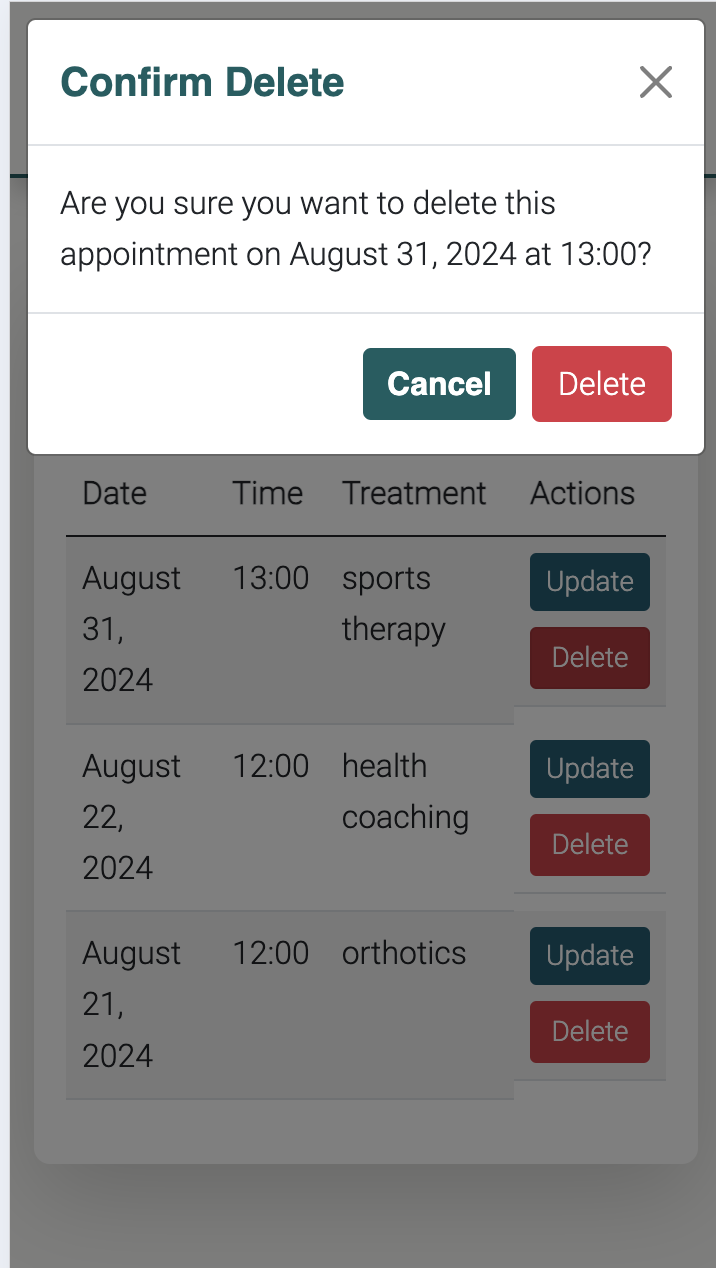 Confirm Delete
Are you sure you want to delete this
appointment on August 31, 2024 at 13:00?
Cancel Delete
Date Time Treatment Actions
August 13:00 sports Update
31, therapy
2024 Delete
August 12:00 health Update
22, coaching
2024 Delete
August 12:00 orthotics Update
21,
2024 Delete